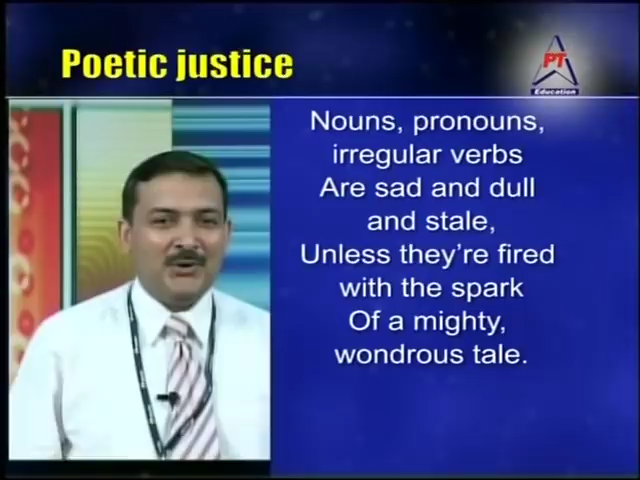 Poetic justice
PT
Education
Nouns, pronouns,
irregular verbs
Are sad and dull
and stale,
Unless they're fired
with the spark
Of a mighty,
wondrous tale.